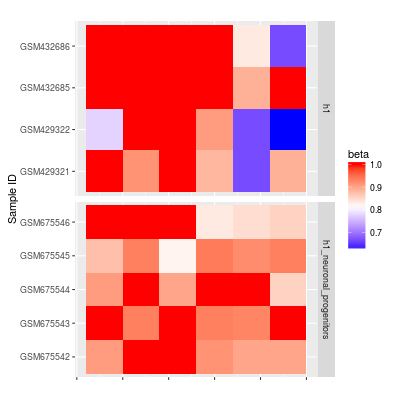 GSM432686
GSM432685
GSM429322
GSM429321
h1
GSM675546
GSM675545
GSM675544
GSM675543
GSM675542
h1_neuronal_progenitors
Sample ID
beta
1.0
0.9
0.8
0.7